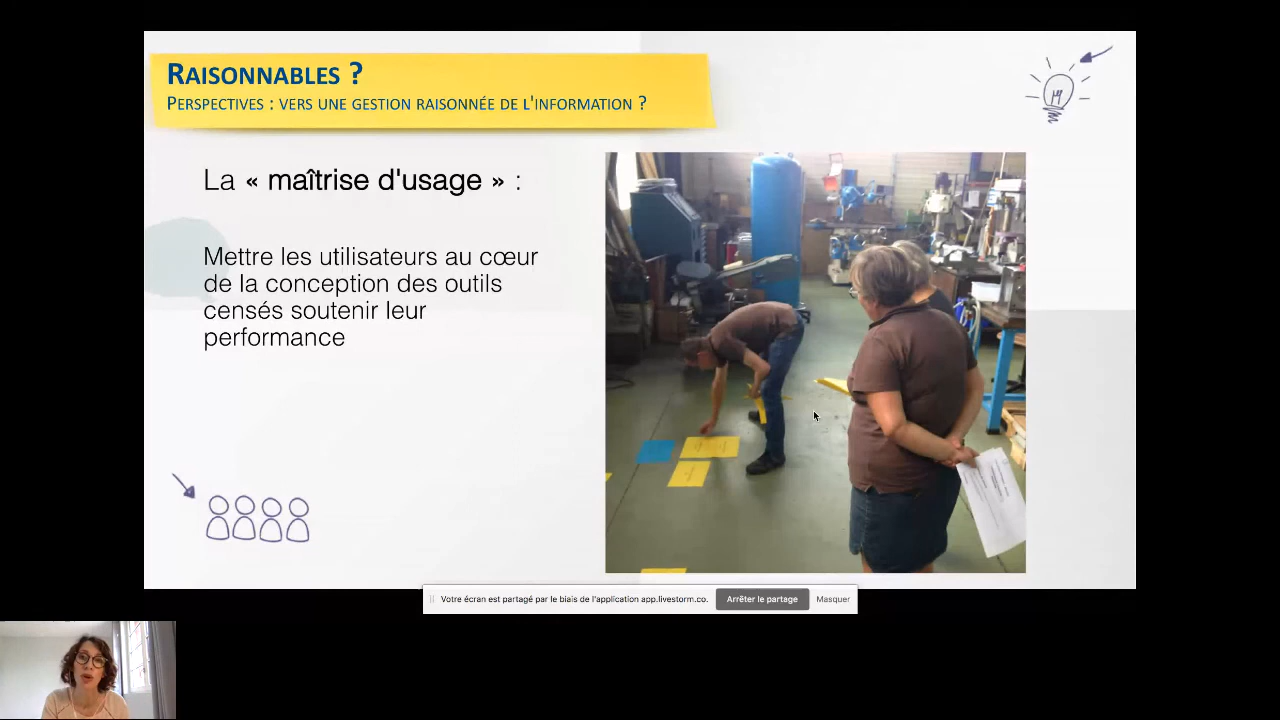 RAISONNABLES ?
PERSPECTIVES : VERS UNE GESTION RAISONNÉE DE L'INFORMATION ?
La « maîtrise d'usage » :
Mettre les utilisateurs au cœur
de la conception des outils
censés soutenir leur
performance
Votre écran est partagé par le biais de l'application app.livestorm.co.
Arrêter le partage
Masquer